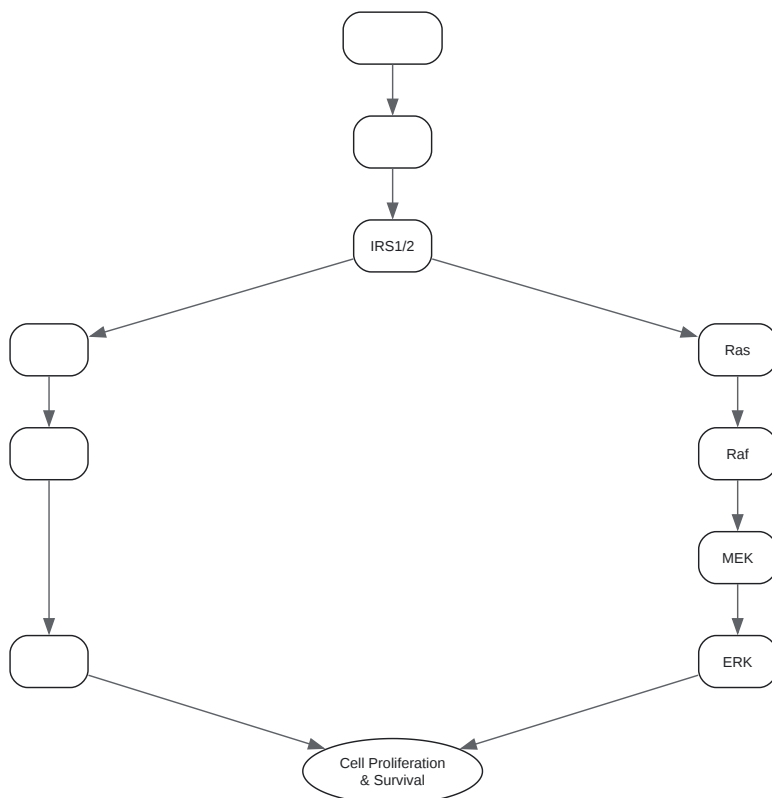 IRS1/2
Ras
Raf
MEK
ERK
Cell Proliferation
& Survival